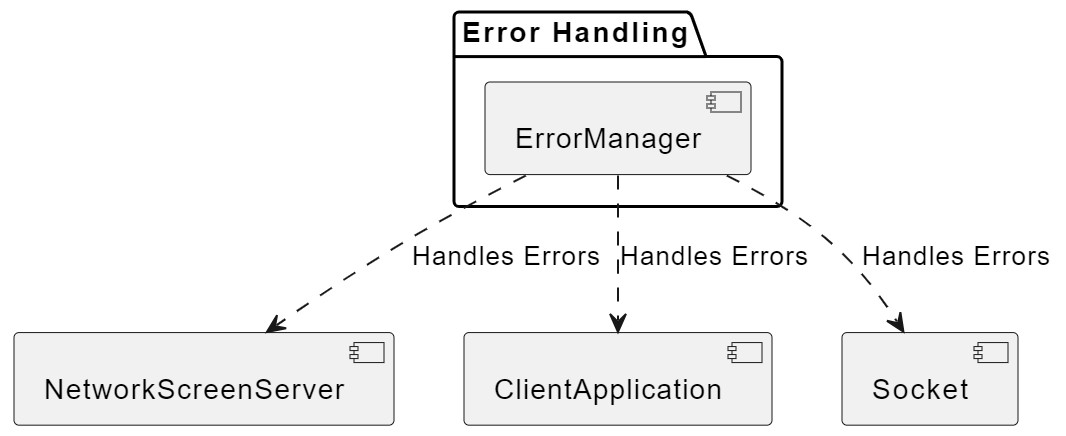 Error Handling
ErrorManager
Handles Errors
Handles Errors
Handles Errors
NetworkScreenServer
ClientApplication
Socket